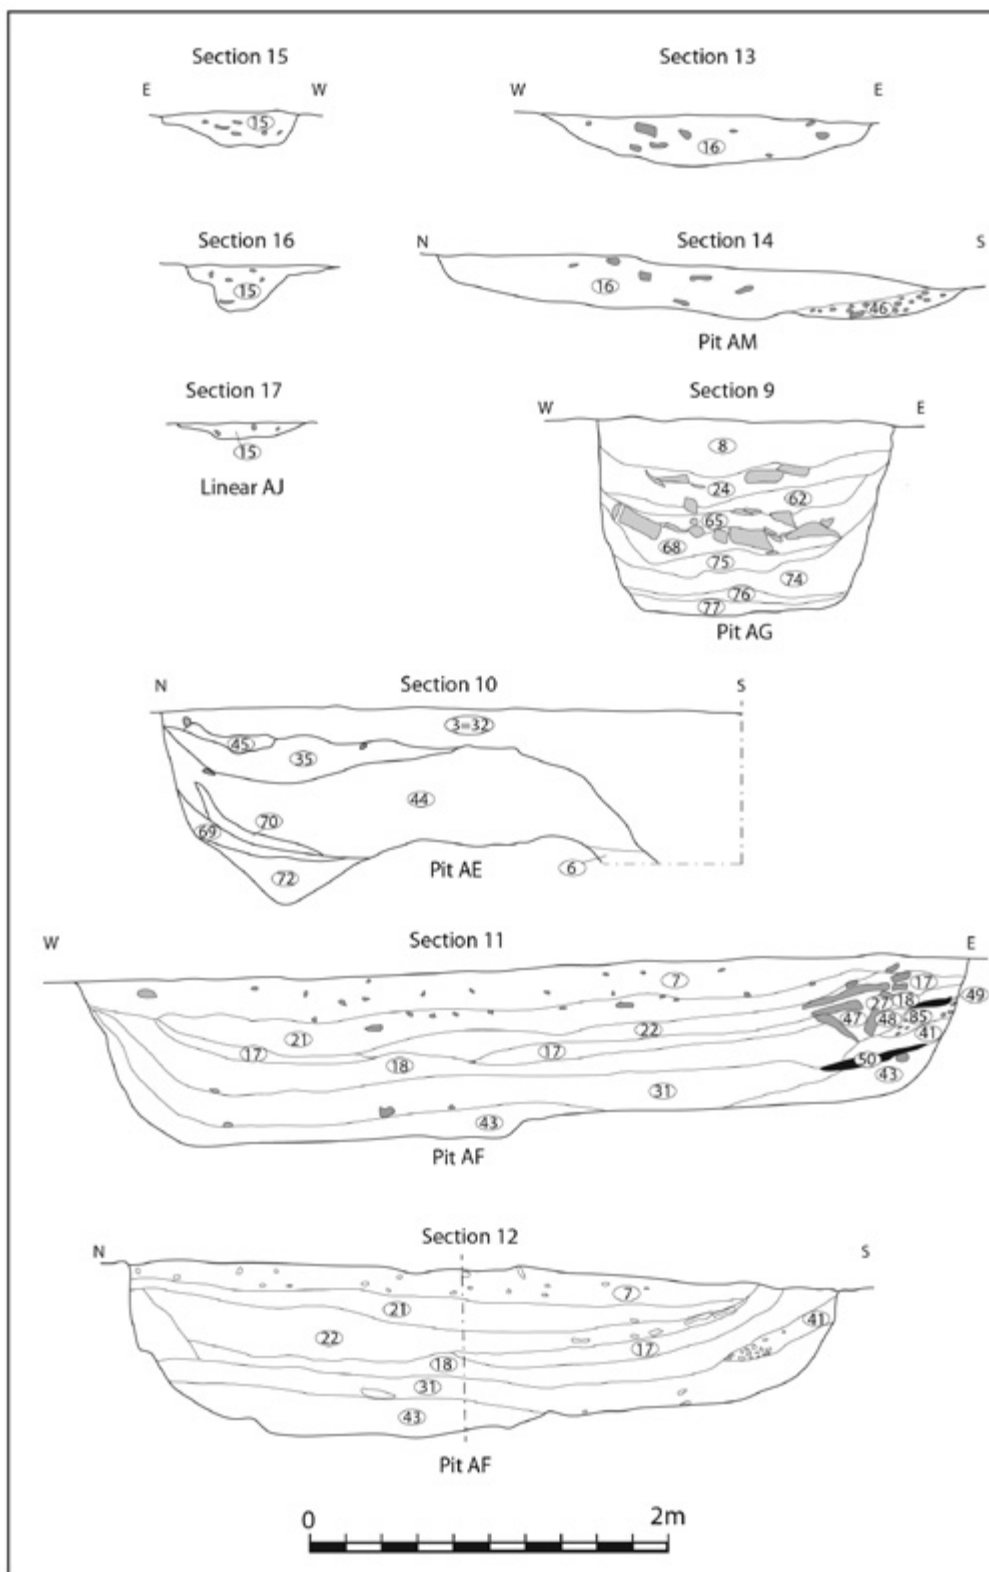 Section 15
E W
15
Section 13
W E
16
Section 16
15
Section 14
N S
16
46
Pit AM
Section 17
15
Linear AJ
Section 9
W E
8
24
62
65
68
75
74
76
77
Pit AG
Section 10
N S
3=32
45
35
44
70
69
72
6
Pit AE
Section 11
W E
7
17
49
27 18
47 48 85
22
21
41
17 18 17
50
43
31
43
Pit AF
Section 12
N S
7
21
41
22
17
18
31
43
Pit AF
0 2m